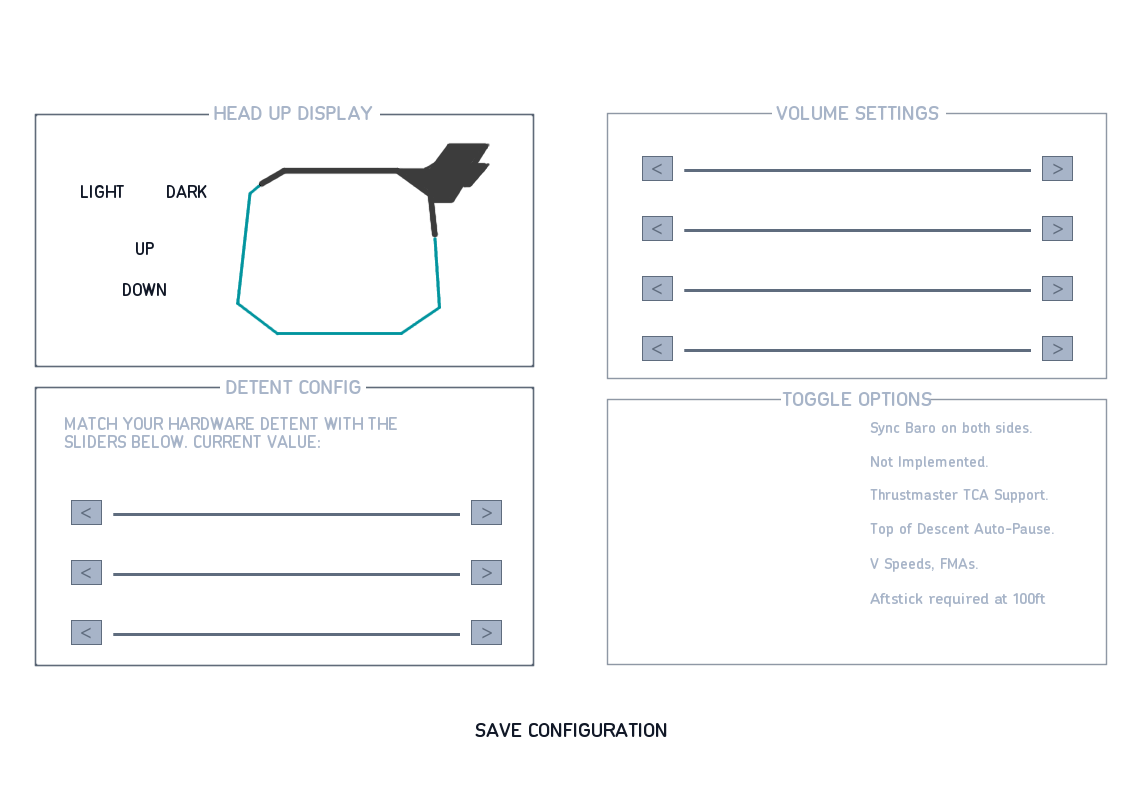 HEAD UP DISPLAY
LIGHT DARK
UP
DOWN
DETENT CONFIG
MATCH YOUR HARDWARE DETENT WITH THE
SLIDERS BELOW. CURRENT VALUE:
< >
< >
< >
VOLUME SETTINGS
< >
< >
< >
< >
TOGGLE OPTIONS
Sync Baro on both sides.
Not Implemented.
Thrustmaster TCA Support.
Top of Descent Auto-Pause.
V Speeds, FMAs.
Aftstick required at 100ft
SAVE CONFIGURATION